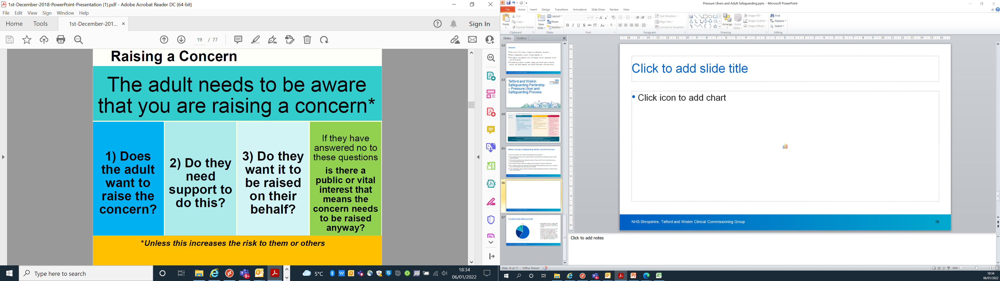 1st-December-2018-PowerPoint-Presentation (1).pdf - Adobe Acrobat Reader DC (64-bit)
File Edit View Sign Window Help
Home Tools 1st-December-201... ×
Sign In
19 / 77
Raising a Concern
The adult needs to be aware
that you are raising a concern*
1) Does
the adult
want to
raise the
concern?
2) Do they
need
support to
do this?
3) Do they
want it to
be raised
on their
behalf?
If they have
answered no to
these questions
is there a
public or vital
interest that
means the
concern needs
to be raised
anyway?
*Unless this increases the risk to them or others
Type here to search
5°C
18:34
06/01/2022
Pressure Ulcers and Adult Safeguarding.pptx - Microsoft PowerPoint
File Home Insert Design Transitions Animations Slide Show Review View
Paste
Cut
Copy
Format Painter
Clipboard
New
Slide
Layout
Reset
Section
Slides
Font
Text Direction
Align Text
Convert to SmartArt
Paragraph
Arrange
Quick
Styles
Shape Fill
Shape Outline
Shape Effects
Drawing
Find
Replace
Select
Editing
Slides Outline
12
Outcome
13
Telford and Wrekin
Safeguarding Partership
– Pressure Ulcer and
Safeguarding Process
14
15
Before raising a safeguarding adults concern have you:
16
17
Content slide with pie chart
Click to add slide title
• Click icon to add chart
NHS Shropshire, Telford and Wrekin Clinical Commissioning Group
16
Click to add notes
Slide 16 of 17 "Office Theme"
99%
18:34
06/01/2022